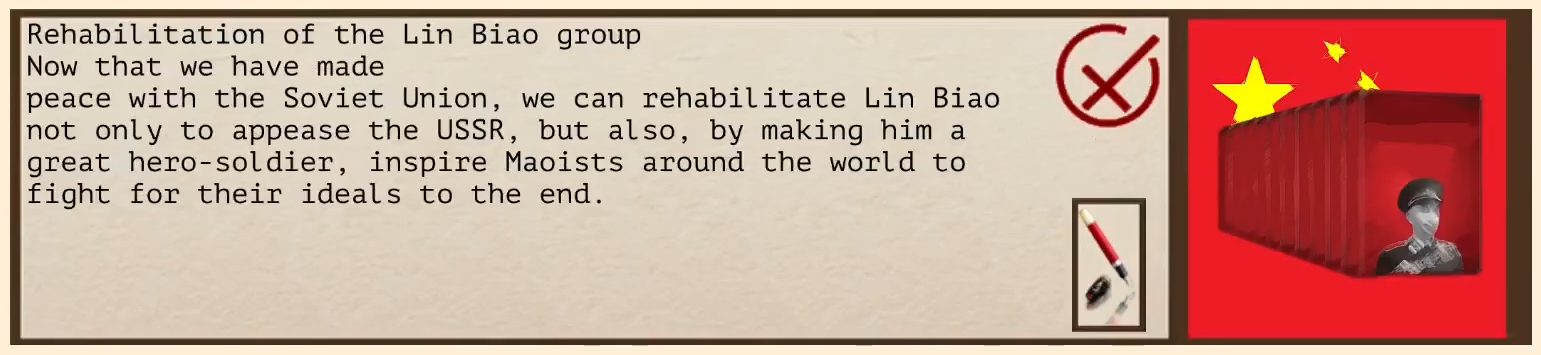 Rehabilitation of the Lin Biao group
Now that we have made
peace with the Soviet Union, we can rehabilitate Lin Biao
not only to appease the USSR, but also, by making him a
great hero-soldier, inspire Maoists around the world to
fight for their ideals to the end.